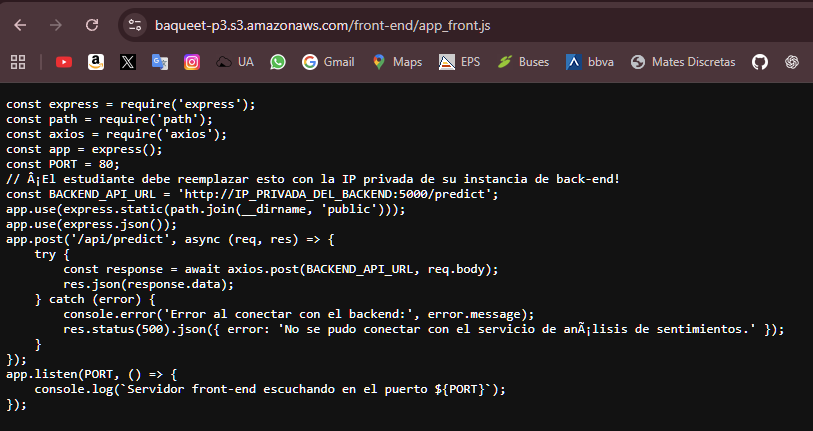 baqueet-p3.s3.amazonaws.com/front-end/app_front.js
UA Gmail Maps EPS Buses bbva Mates Discretas
const express = require('express');
const path = require('path');
const axios = require('axios');
const app = express();
const PORT = 80;
// Â¡El estudiante debe reemplazar esto con la IP privada de su instancia de back-end!
const BACKEND_API_URL = 'http://IP_PRIVADA_DEL_BACKEND:5000/predict';
app.use(express.static(path.join(__dirname, 'public')));
app.use(express.json());
app.post('/api/predict', async (req, res) => {
    try {
        const response = await axios.post(BACKEND_API_URL, req.body);
        res.json(response.data);
    } catch (error) {
        console.error('Error al conectar con el backend:', error.message);
        res.status(500).json({ error: 'No se pudo conectar con el servicio de anÃ¡lisis de sentimientos.' });
    }
});
app.listen(PORT, () => {
    console.log(`Servidor front-end escuchando en el puerto ${PORT}`);
});